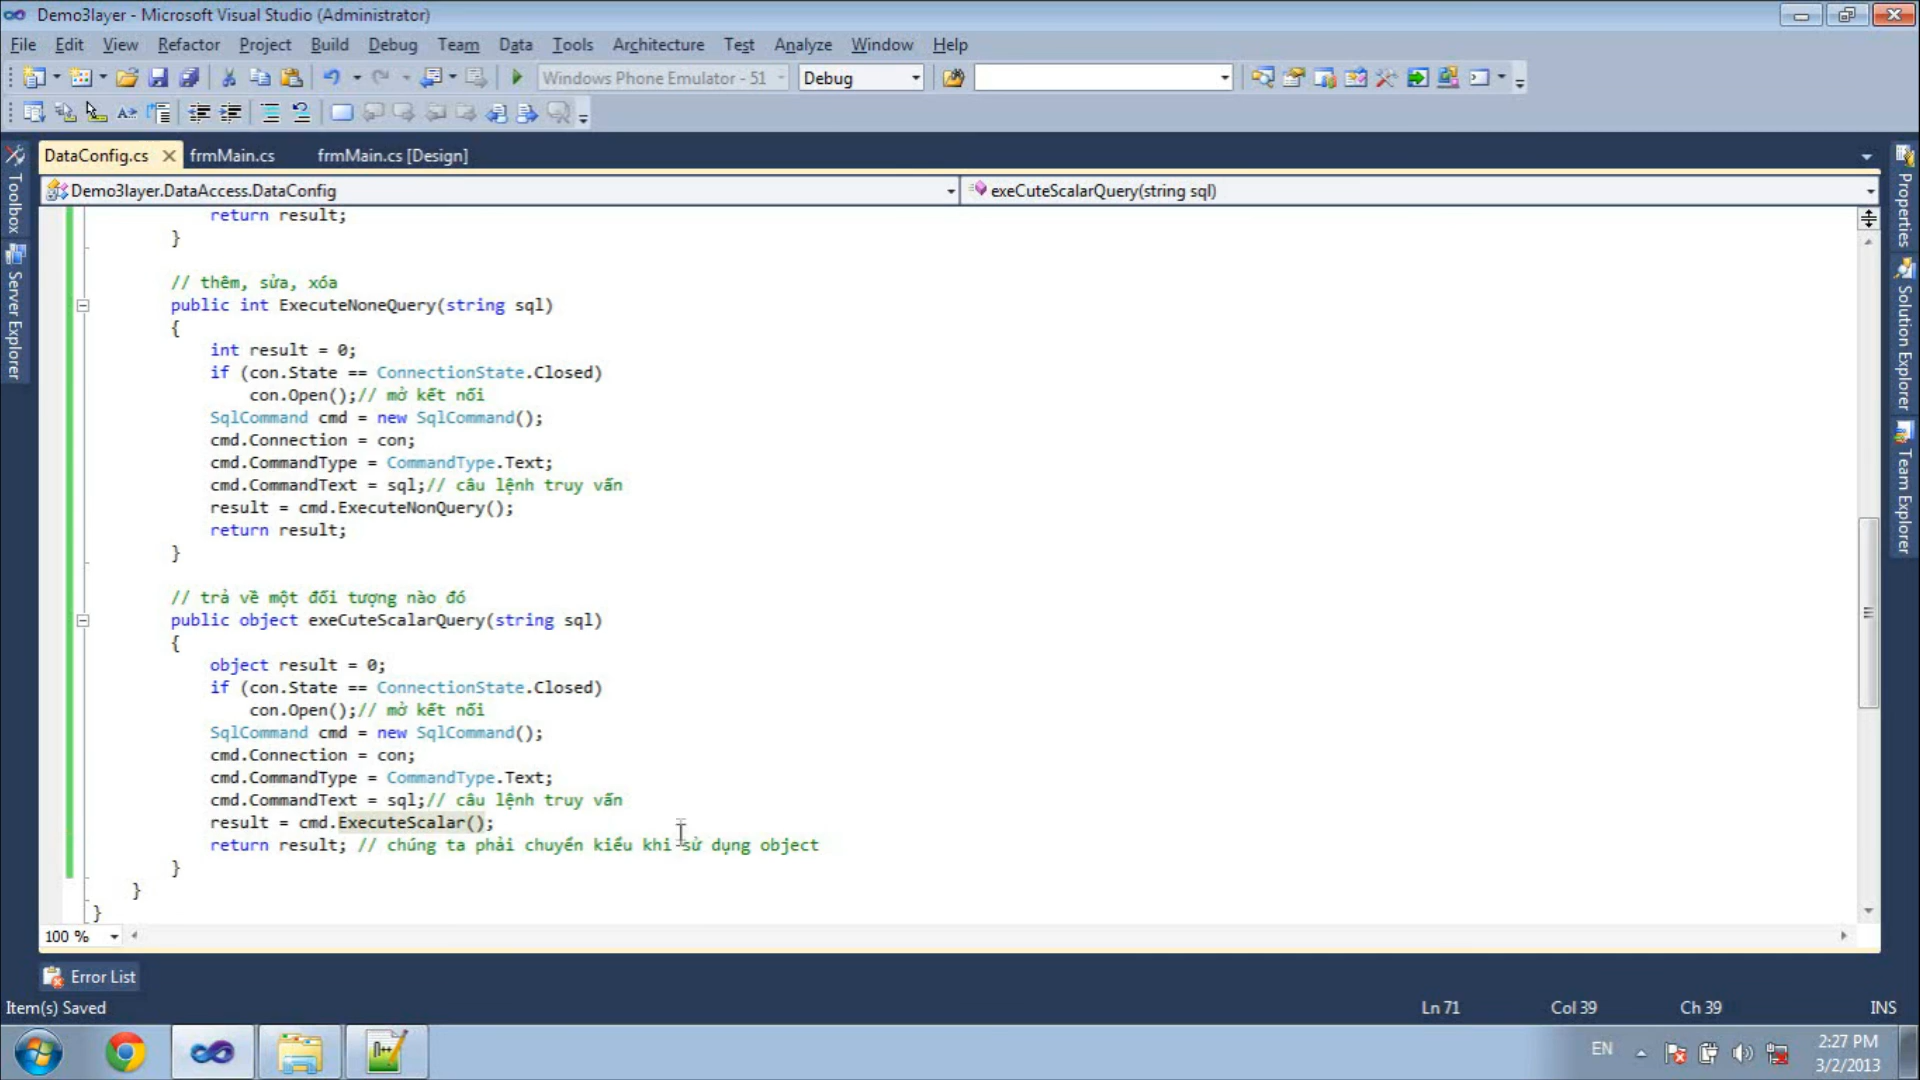 Demo3layer - Microsoft Visual Studio (Administrator)
File Edit View Refactor Project Build Debug Team Data Tools Architecture Test Analyze Window Help
Windows Phone Emulator - 51 Debug
DataConfig.cs frmMain.cs frmMain.cs [Design]
Demo3layer.DataAccess.DataConfig exeCuteScalarQuery(string sql)
Toolbox
Server Explorer
return result;
}
// thêm, sửa, xóa
public int ExecuteNoneQuery(string sql)
{
int result = 0;
if (con.State == ConnectionState.Closed)
con.Open();// mở kết nối
SqlCommand cmd = new SqlCommand();
cmd.Connection = con;
cmd.CommandType = CommandType.Text;
cmd.CommandText = sql;// câu lệnh truy vấn
result = cmd.ExecuteNonQuery();
return result;
}
// trả về một đối tượng nào đó
public object exeCuteScalarQuery(string sql)
{
object result = 0;
if (con.State == ConnectionState.Closed)
con.Open();// mở kết nối
SqlCommand cmd = new SqlCommand();
cmd.Connection = con;
cmd.CommandType = CommandType.Text;
cmd.CommandText = sql;// câu lệnh truy vấn
result = cmd.ExecuteScalar();
return result; // chúng ta phải chuyển kiểu khi sử dụng object
}
}
}
Properties
Solution Explorer
Team Explorer
100 %
Error List
Item(s) Saved Ln 71 Col 39 Ch 39 INS
EN 2:27 PM
3/2/2013